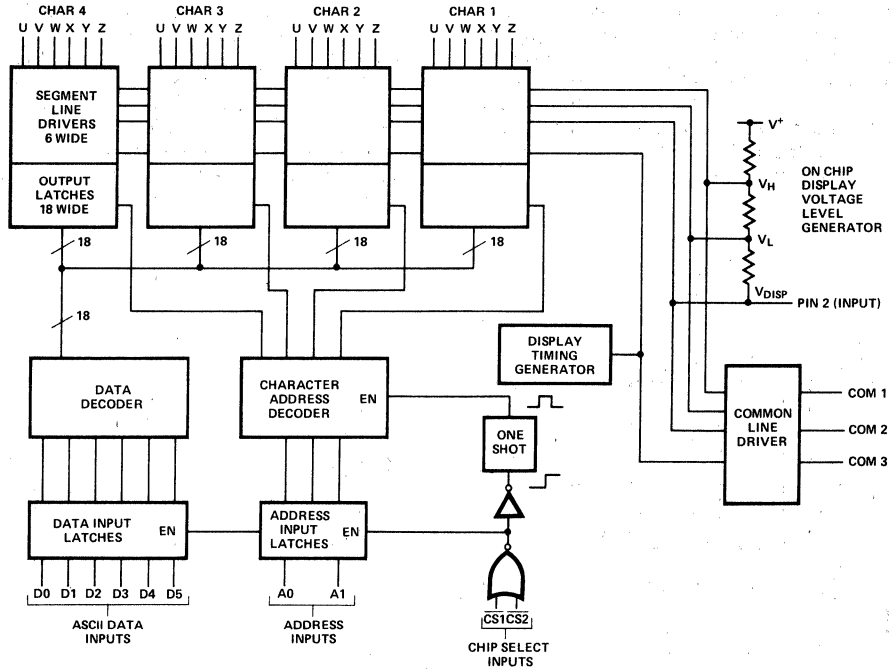 CHAR 4 CHAR 3 CHAR 2 CHAR 1
U V W X Y Z U V W X Y Z U V W X Y Z U V W X Y Z
SEGMENT
LINE
DRIVERS
6 WIDE
OUTPUT
LATCHES
18 WIDE
V+
VH
VL
VDISP
ON CHIP
DISPLAY
VOLTAGE
LEVEL
GENERATOR
PIN 2 (INPUT)
18 18 18 18
18
DISPLAY
TIMING
GENERATOR
DATA
DECODER
CHARACTER
ADDRESS
DECODER
EN
ONE
SHOT
COMMON
LINE
DRIVER
COM 1
COM 2
COM 3
DATA INPUT
LATCHES
EN
ADDRESS
INPUT
LATCHES
EN
D0 D1 D2 D3 D4 D5
A0 A1
C̅S̅1̅ C̅S̅2̅
ASCII DATA
INPUTS
ADDRESS
INPUTS
CHIP SELECT
INPUTS